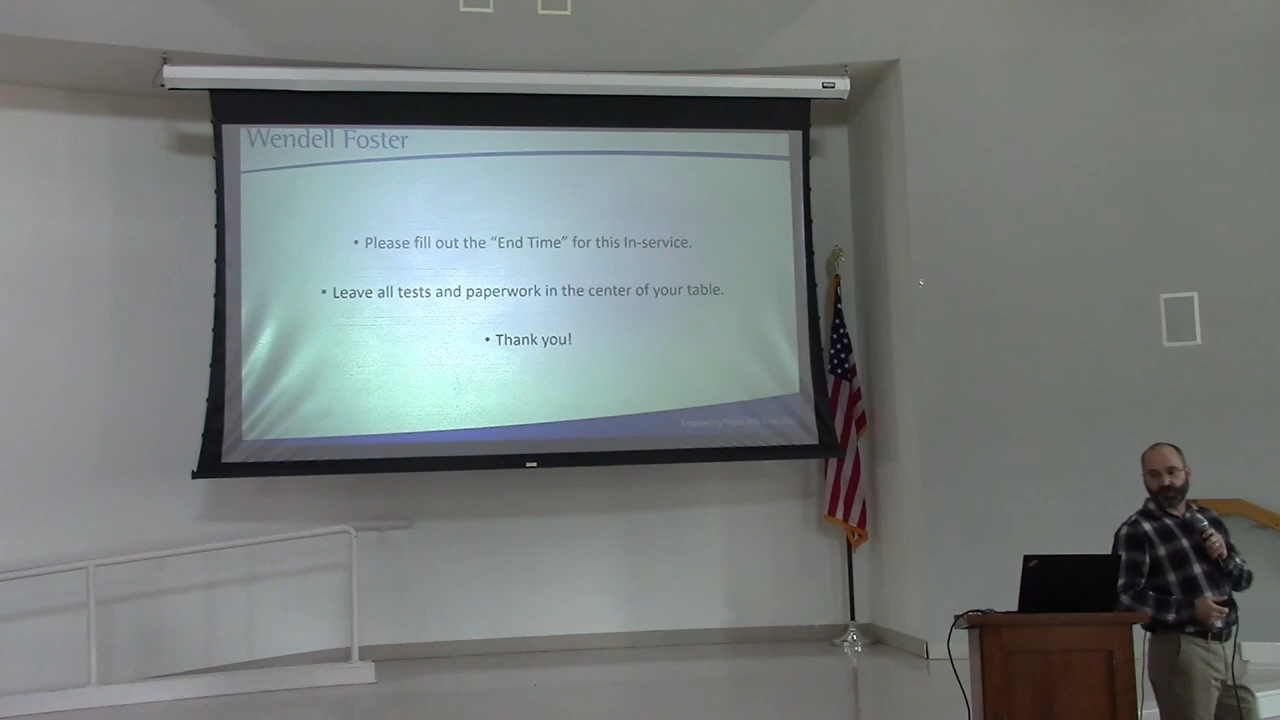 Wendell Foster
• Please fill out the “End Time” for this In-service.
• Leave all tests and paperwork in the center of your table.
• Thank you!